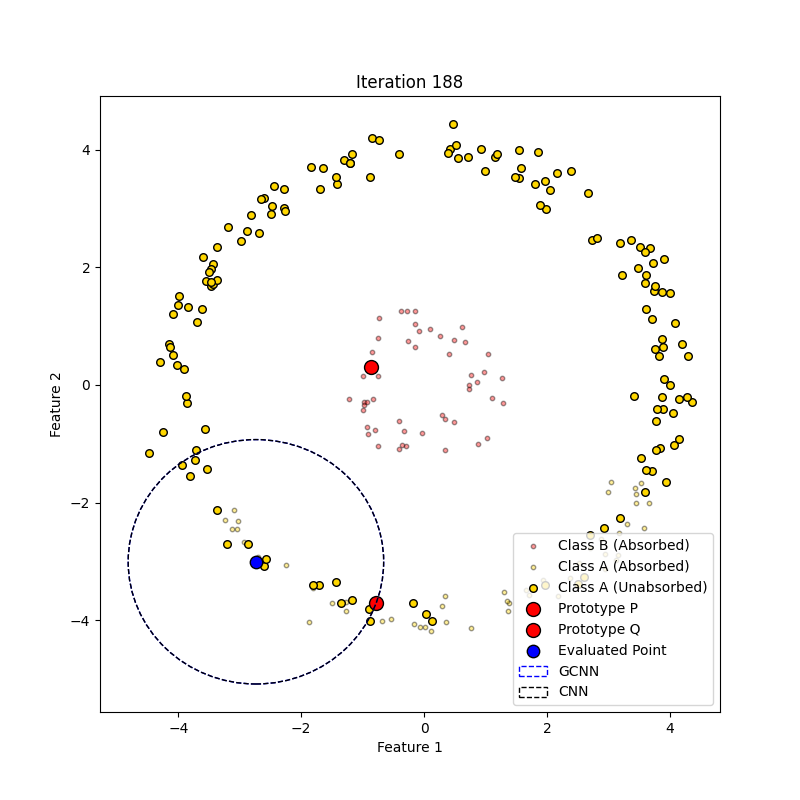 Iteration 188
Feature 2
4
2
0
−2
−4
−4
−2
0
2
4
Feature 1
Class B (Absorbed)
Class A (Absorbed)
Class A (Unabsorbed)
Prototype P
Prototype Q
Evaluated Point
GCNN
CNN